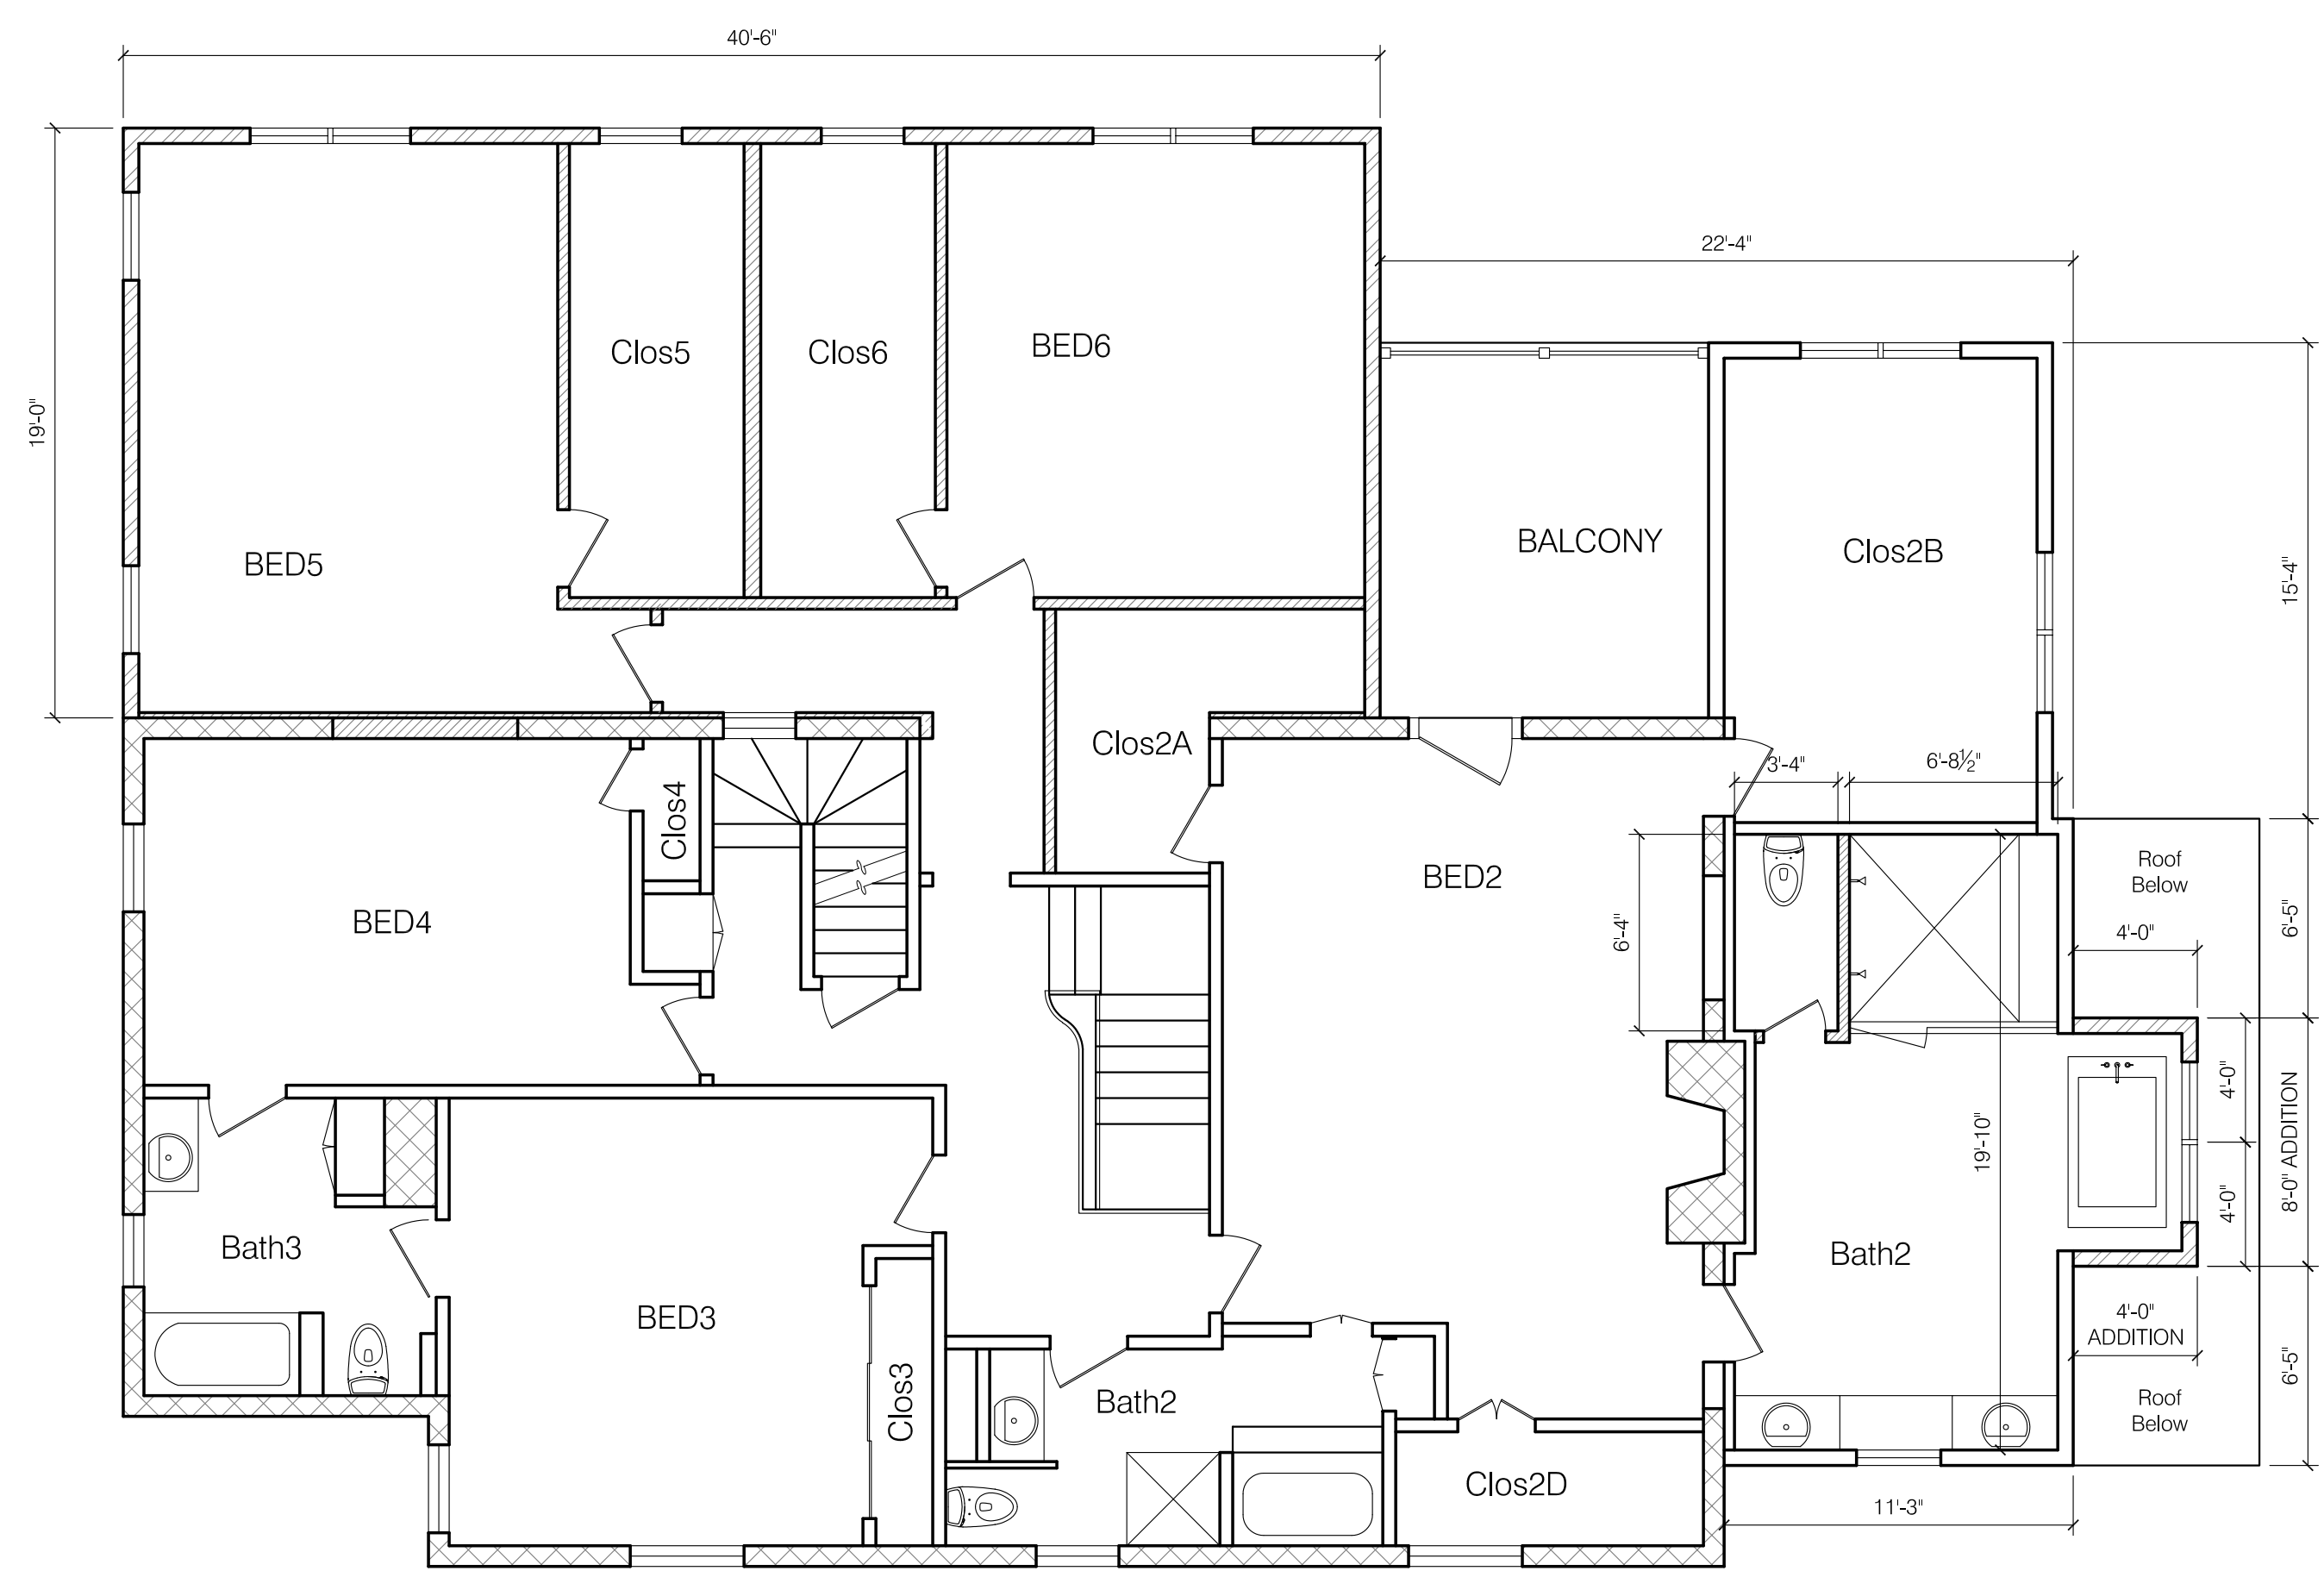 40'-6"
22'-4"
Clos5
Clos6
BED6
19'-0"
BALCONY
Clos2B
BED5
15'-4"
Clos2A
3'-4"
6'-8½"
Clos4
BED2
Roof
Below
BED4
6'-4"
4'-0"
6'-5"
4'-0"
8'-0" ADDITION
19'-10"
4'-0"
Bath3
Bath2
BED3
4'-0"
ADDITION
6'-5"
Clos3
Bath2
Roof
Below
Clos2D
11'-3"